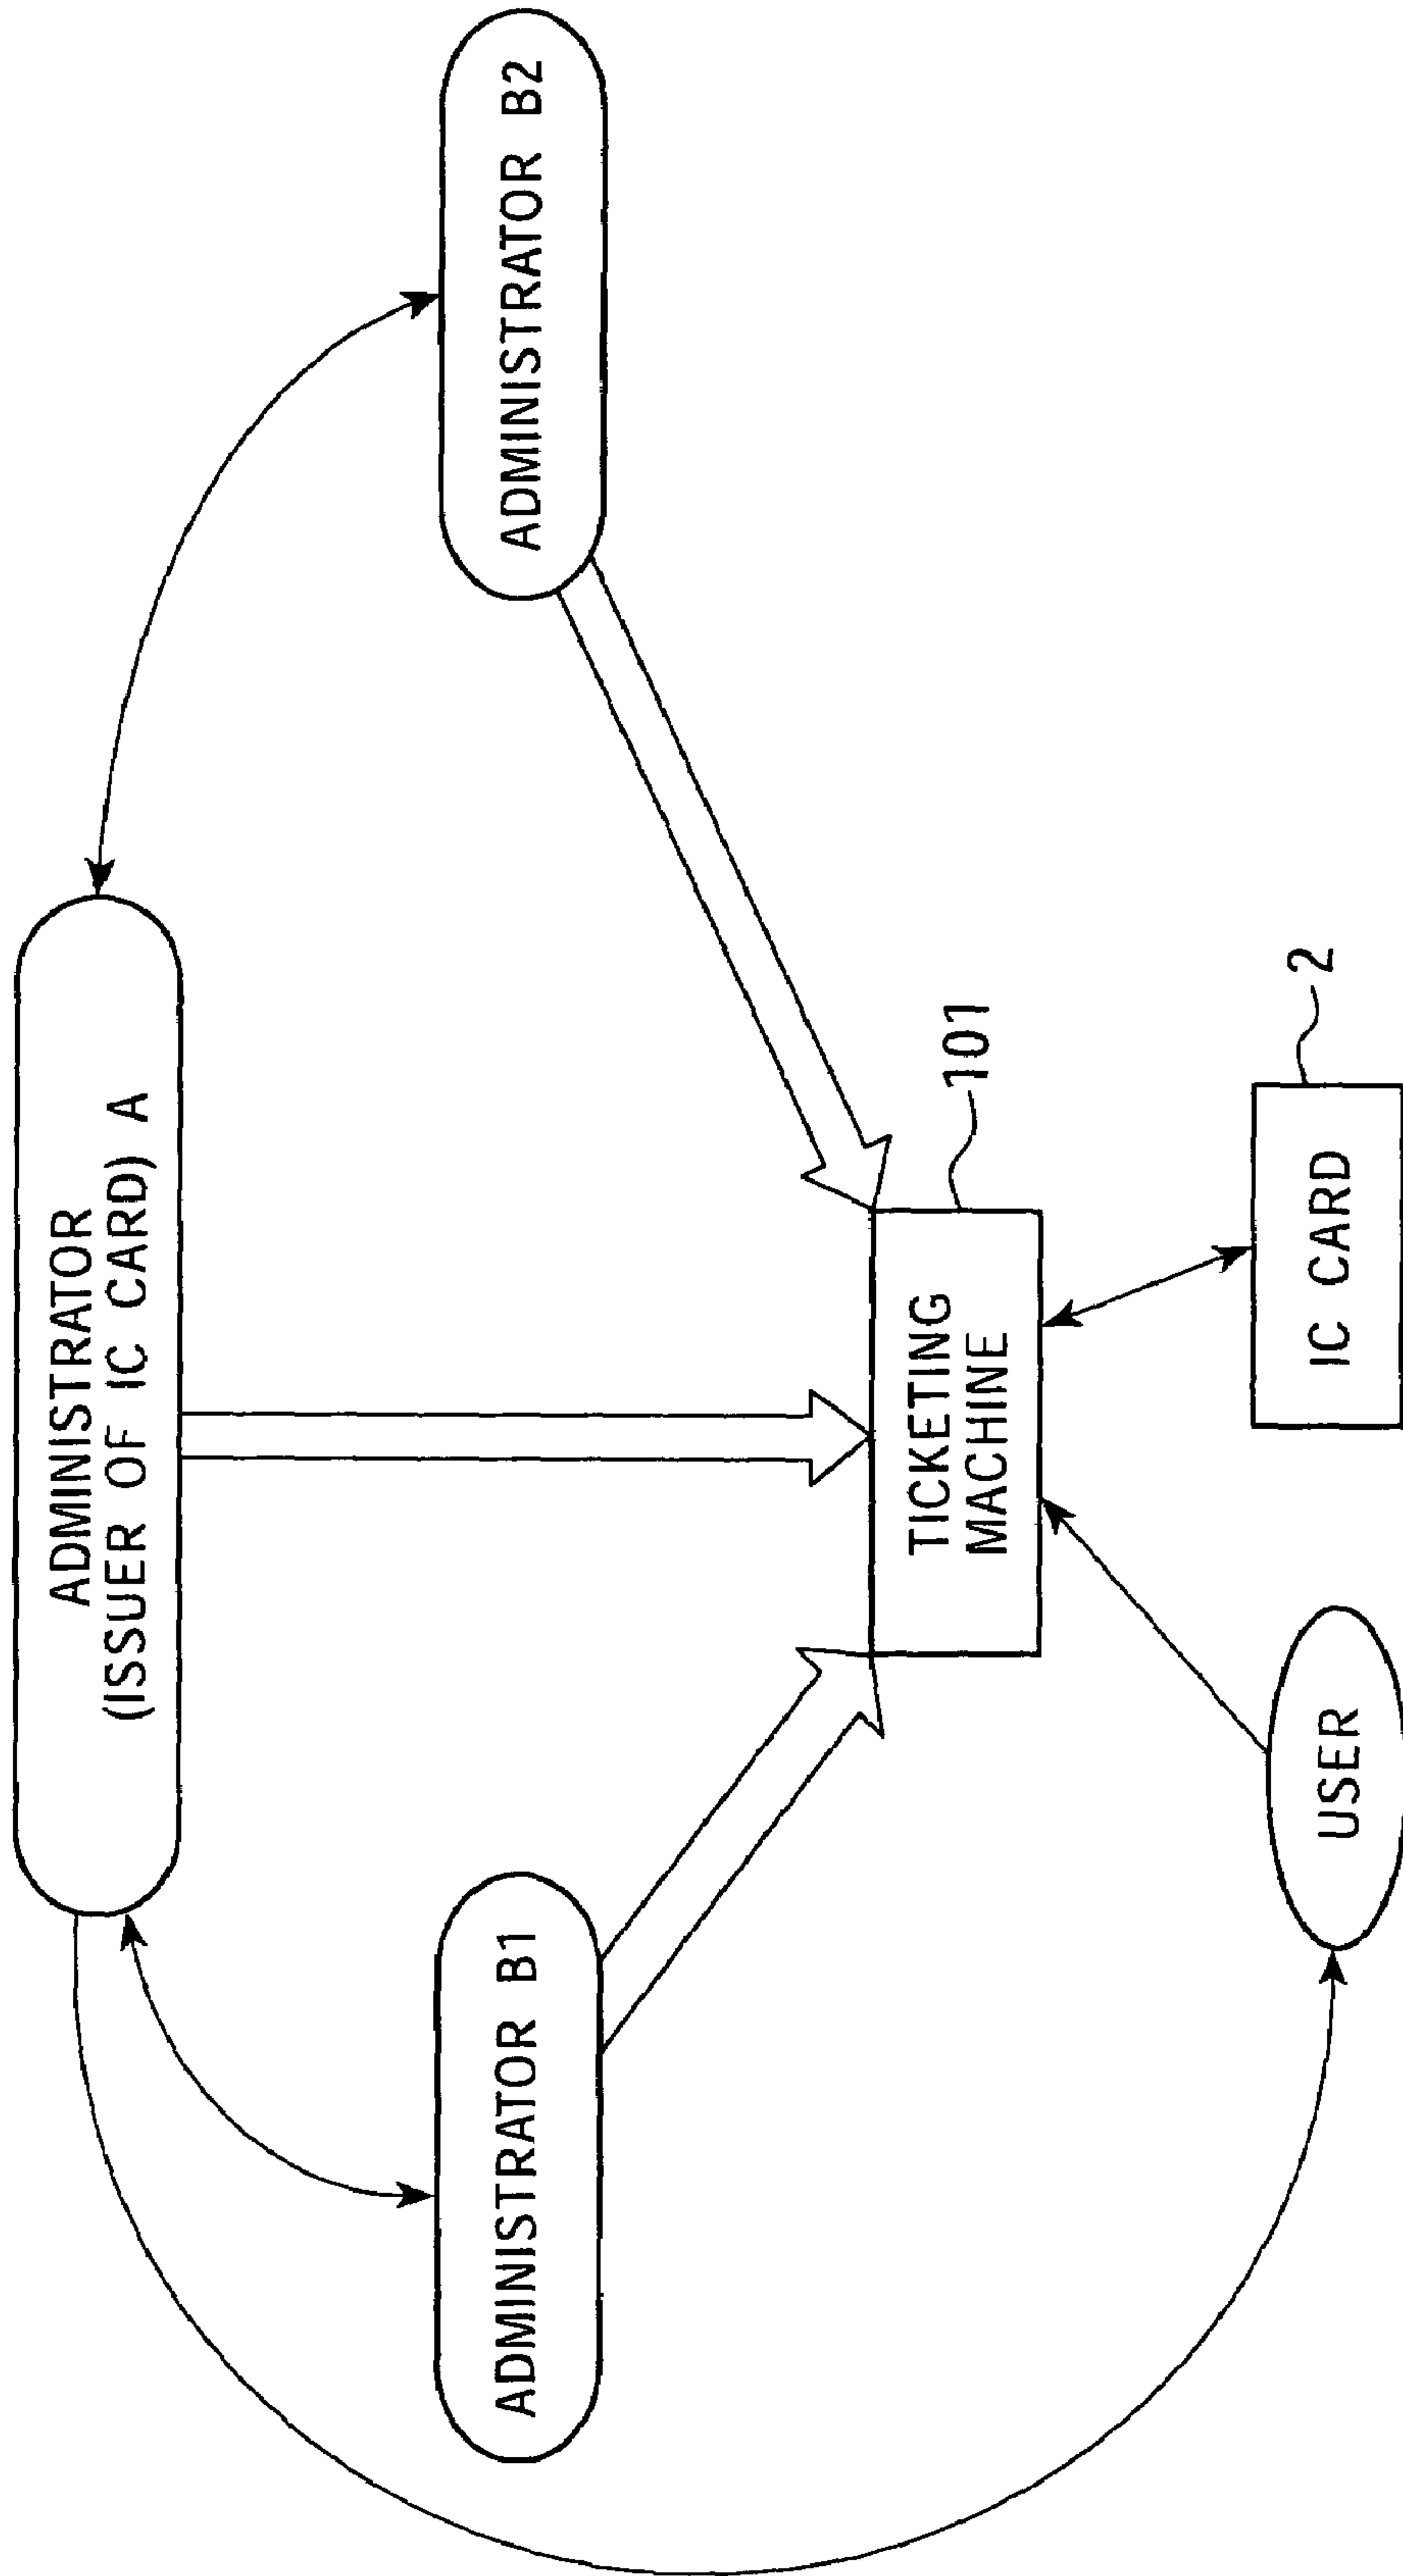 ADMINISTRATOR
(ISSUER OF IC CARD) A
ADMINISTRATOR B1
ADMINISTRATOR B2
TICKETING
MACHINE
101
USER
IC CARD
2